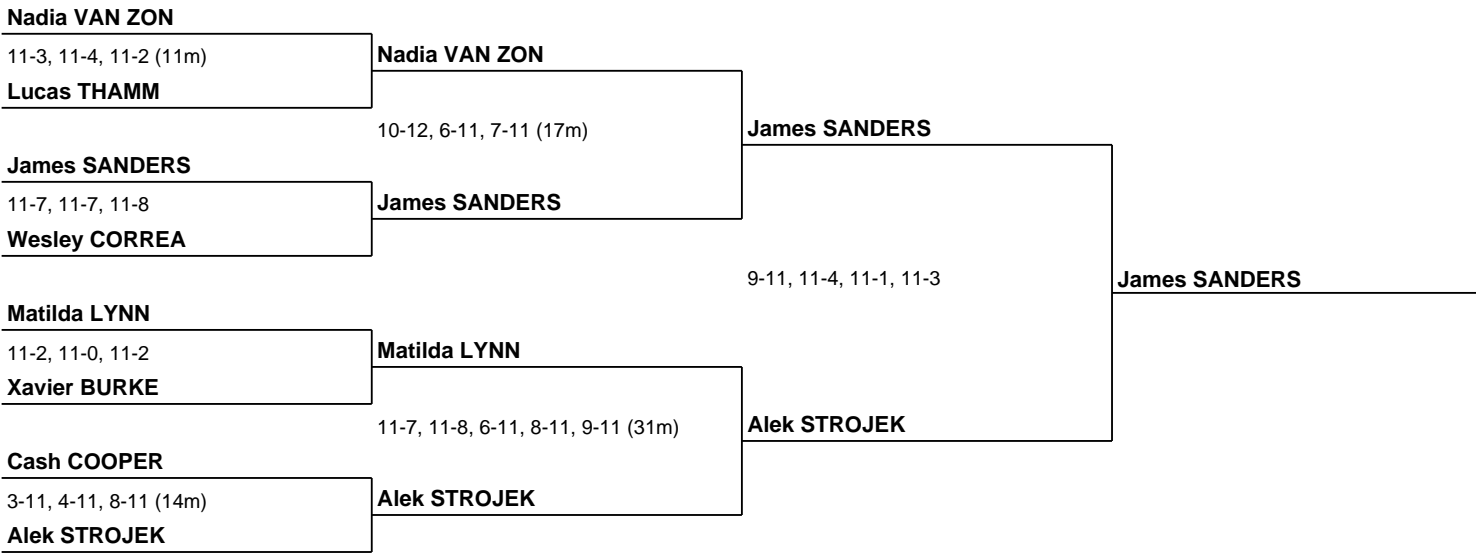 Nadia VAN ZON
11-3, 11-4, 11-2 (11m)
Lucas THAMM
James SANDERS
11-7, 11-7, 11-8
Wesley CORREA
Matilda LYNN
11-2, 11-0, 11-2
Xavier BURKE
Cash COOPER
3-11, 4-11, 8-11 (14m)
Alek STROJEK
Nadia VAN ZON
10-12, 6-11, 7-11 (17m)
James SANDERS
Matilda LYNN
11-7, 11-8, 6-11, 8-11, 9-11 (31m)
Alek STROJEK
James SANDERS
9-11, 11-4, 11-1, 11-3
Alek STROJEK
James SANDERS